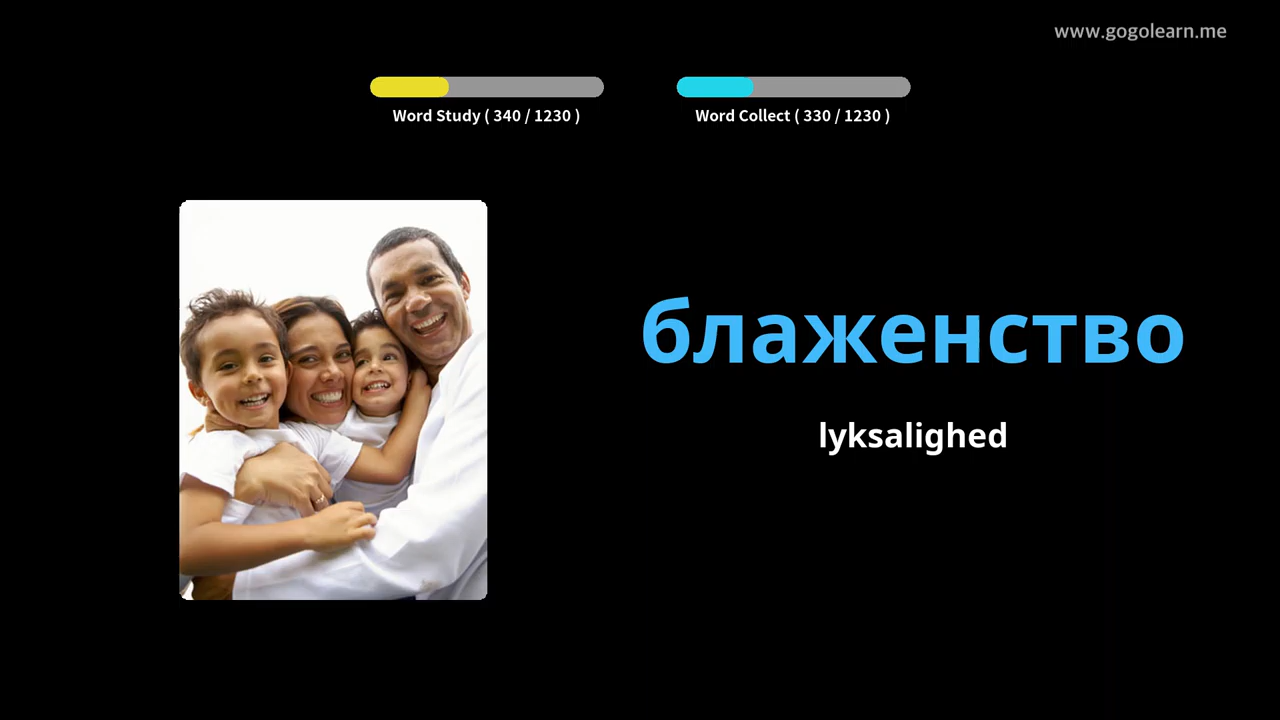 www.gogolearn.me
Word Study ( 340 / 1230 )
Word Collect ( 330 / 1230 )
блаженство
lyksalighed